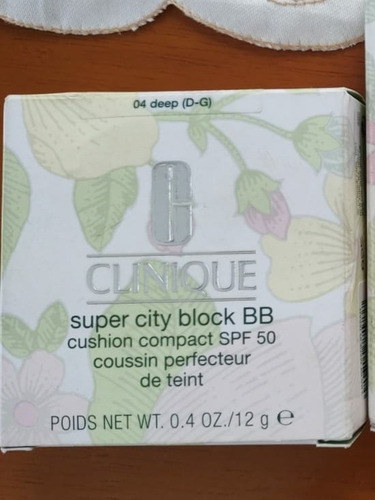 04 deep (D-G)
CLINIQUE
super city block BB
cushion compact SPF 50
coussin perfecteur
de teint
POIDS NET WT. 0.4 OZ./12 g ℮